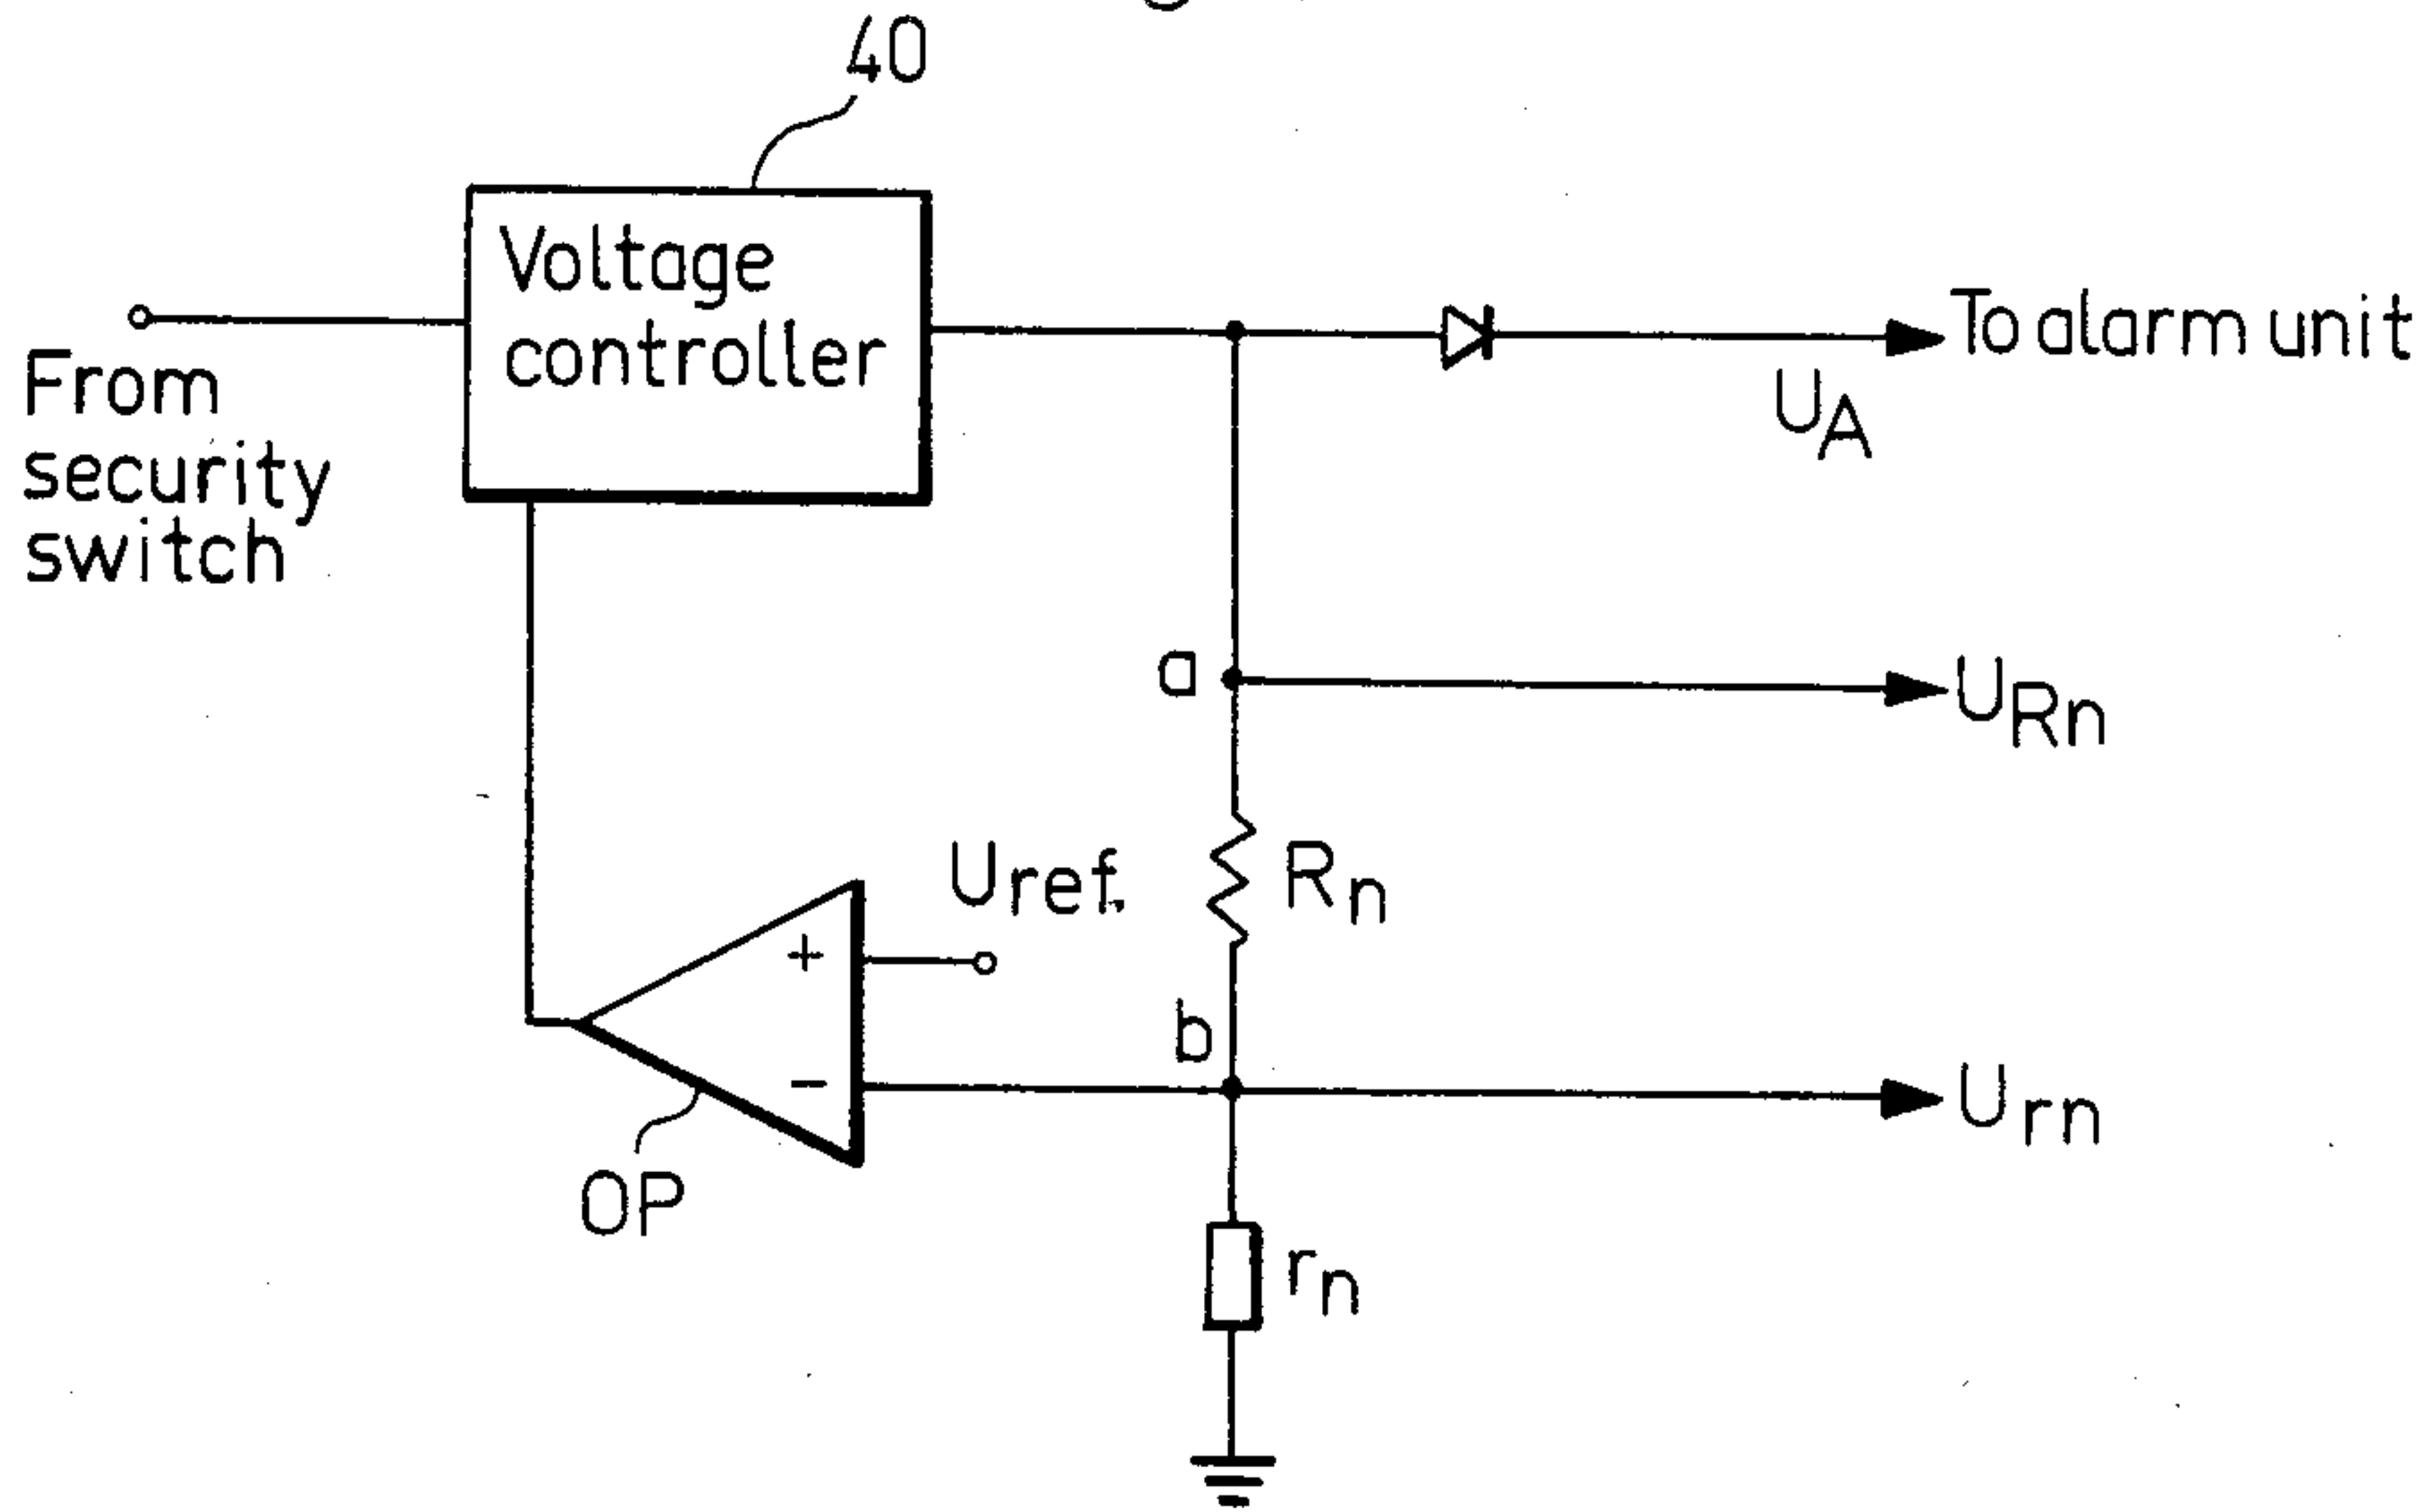 40
Voltage
controller
To alarm unit
From
security
switch
UA
a
URn
Uref.
Rn
+
b
−
Urn
OP
rn